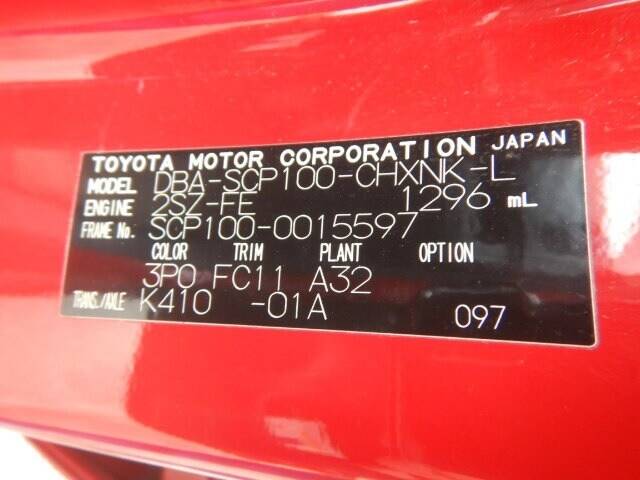 TOYOTA MOTOR CORPORATION JAPAN
MODEL DBA-SCP100-CHXNK-L
ENGINE 2SZ-FE 1296 mL
FRAME No. SCP100-0015597
COLOR TRIM PLANT OPTION
3P0 FC11 A32
TRANS./AXLE K410 -01A 097